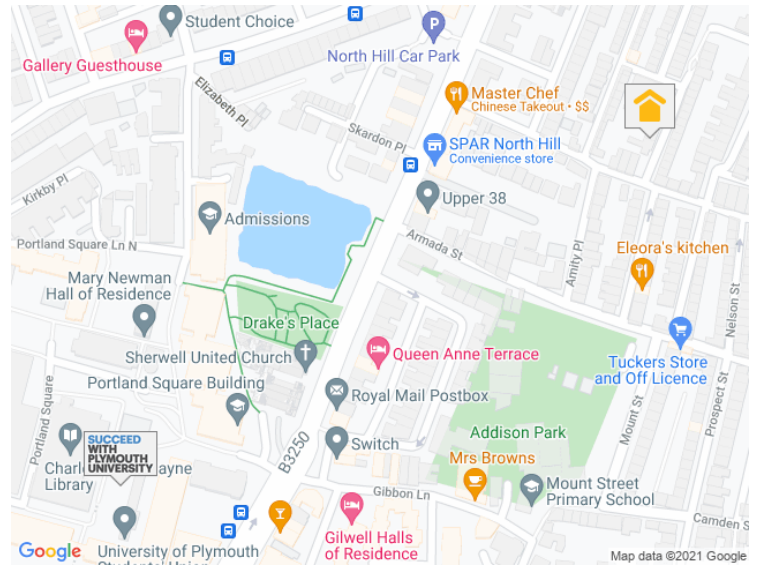 Student Choice
Gallery Guesthouse
P
North Hill Car Park
Elizabeth Pl
Master Chef
Chinese Takeout • $$
Skardon Pl
SPAR North Hill
Convenience store
Kirkby Pl
Upper 38
Admissions
Portland Square Ln N
Armada St
Amity Pl
Eleora's kitchen
Mary Newman
Hall of Residence
Nelson St
Drake's Place
Sherwell United Church
Queen Anne Terrace
Tuckers Store
and Off Licence
Portland Square Building
Royal Mail Postbox
Portland Square
Prospect St
Mount St
Addison Park
SUCCEED
WITH
PLYMOUTH
UNIVERSITY
Switch
B3250
Mrs Browns
Library
Gibbon Ln
Mount Street
Primary School
Camden St
Gilwell Halls
of Residence
University of Plymouth
Students' Union
Google
Map data ©2021 Google